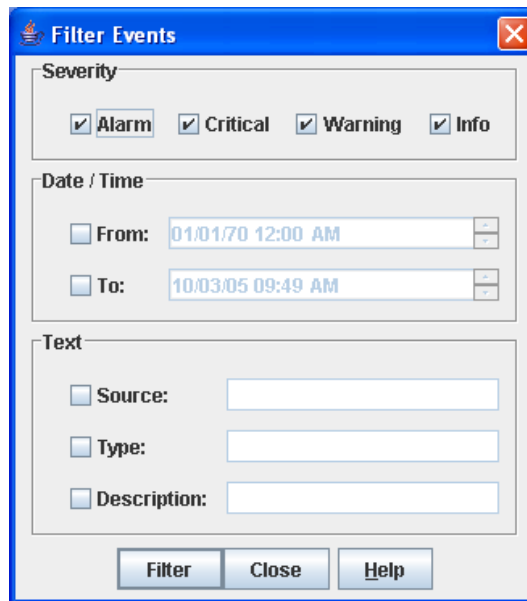 Filter Events
Severity
Alarm Critical Warning Info
Date / Time
From: 01/01/70 12:00 AM
To: 10/03/05 09:49 AM
Text
Source:
Type:
Description:
Filter Close Help